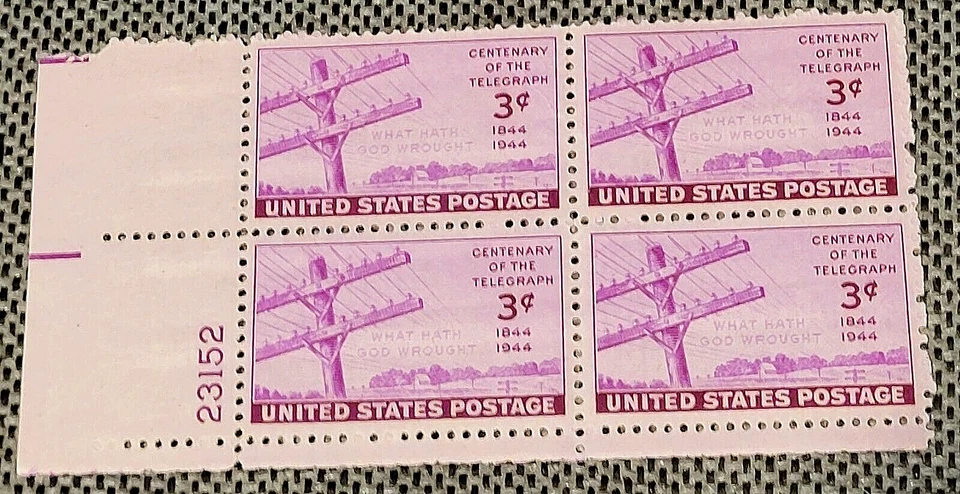 CENTENARY
OF THE
TELEGRAPH
3¢
1844
1944
WHAT HATH
GOD WROUGHT
UNITED STATES POSTAGE
CENTENARY
OF THE
TELEGRAPH
3¢
1844
1944
WHAT HATH
GOD WROUGHT
UNITED STATES POSTAGE
CENTENARY
OF THE
TELEGRAPH
3¢
1844
1944
WHAT HATH
GOD WROUGHT
UNITED STATES POSTAGE
CENTENARY
OF THE
TELEGRAPH
3¢
1844
1944
WHAT HATH
GOD WROUGHT
UNITED STATES POSTAGE
23152